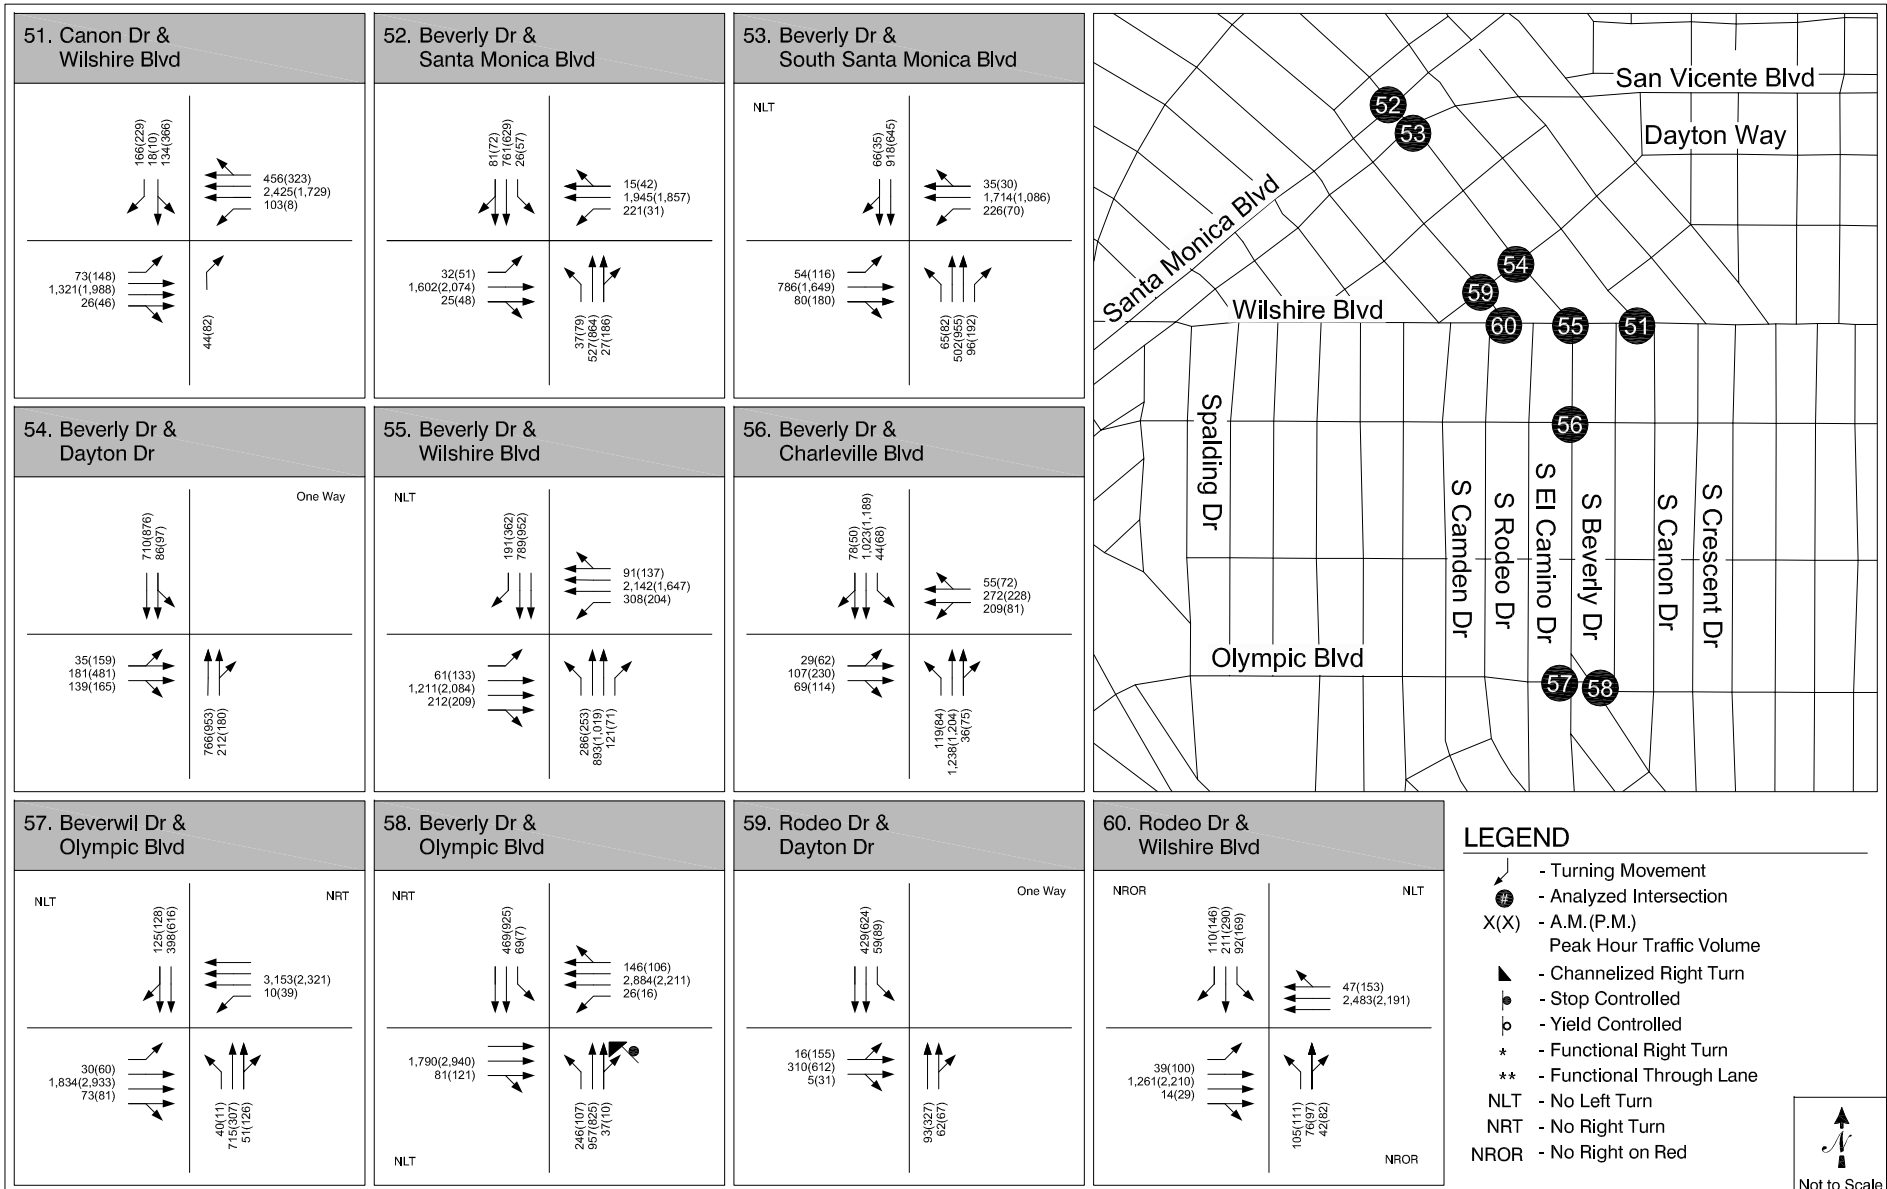 51. Canon Dr &
Wilshire Blvd
166(229)
18(10)
134(366)
456(323)
2,425(1,729)
103(8)
73(148)
1,321(1,988)
26(46)
44(82)
52. Beverly Dr &
Santa Monica Blvd
81(72)
761(629)
26(57)
15(42)
1,945(1,857)
221(31)
32(51)
1,602(2,074)
25(48)
37(79)
527(864)
27(186)
53. Beverly Dr &
South Santa Monica Blvd
NLT
66(35)
918(645)
35(30)
1,714(1,086)
226(70)
54(116)
786(1,649)
80(180)
65(82)
502(955)
96(192)
54. Beverly Dr &
Dayton Dr
One Way
710(876)
86(97)
35(159)
181(481)
139(165)
766(953)
212(180)
55. Beverly Dr &
Wilshire Blvd
NLT
191(362)
789(952)
91(137)
2,142(1,647)
308(204)
61(133)
1,211(2,084)
212(209)
286(253)
893(1,019)
121(71)
56. Beverly Dr &
Charleville Blvd
78(50)
1,023(1,189)
44(68)
55(72)
272(228)
209(81)
29(62)
107(230)
69(114)
119(84)
1,238(1,204)
36(75)
San Vicente Blvd
Dayton Way
Santa Monica Blvd
Wilshire Blvd
Spalding Dr
S Camden Dr
S Rodeo Dr
S El Camino Dr
S Beverly Dr
S Canon Dr
S Crescent Dr
Olympic Blvd
52
53
54
59
60
55
51
56
57
58
57. Beverwil Dr &
Olympic Blvd
NLT
NRT
125(128)
398(616)
3,153(2,321)
10(39)
30(60)
1,834(2,933)
73(81)
40(11)
715(307)
51(126)
58. Beverly Dr &
Olympic Blvd
NRT
469(925)
69(7)
146(106)
2,884(2,211)
26(16)
1,790(2,940)
81(121)
246(107)
957(825)
37(10)
NLT
59. Rodeo Dr &
Dayton Dr
One Way
429(624)
59(89)
16(155)
310(612)
5(31)
93(327)
62(67)
60. Rodeo Dr &
Wilshire Blvd
NROR
NLT
110(146)
211(290)
92(169)
47(153)
2,483(2,191)
39(100)
1,261(2,210)
14(29)
105(111)
76(97)
42(82)
NROR
LEGEND
- Turning Movement
# - Analyzed Intersection
X(X) - A.M.(P.M.)
Peak Hour Traffic Volume
- Channelized Right Turn
- Stop Controlled
- Yield Controlled
* - Functional Right Turn
** - Functional Through Lane
NLT - No Left Turn
NRT - No Right Turn
NROR - No Right on Red
N
Not to Scale